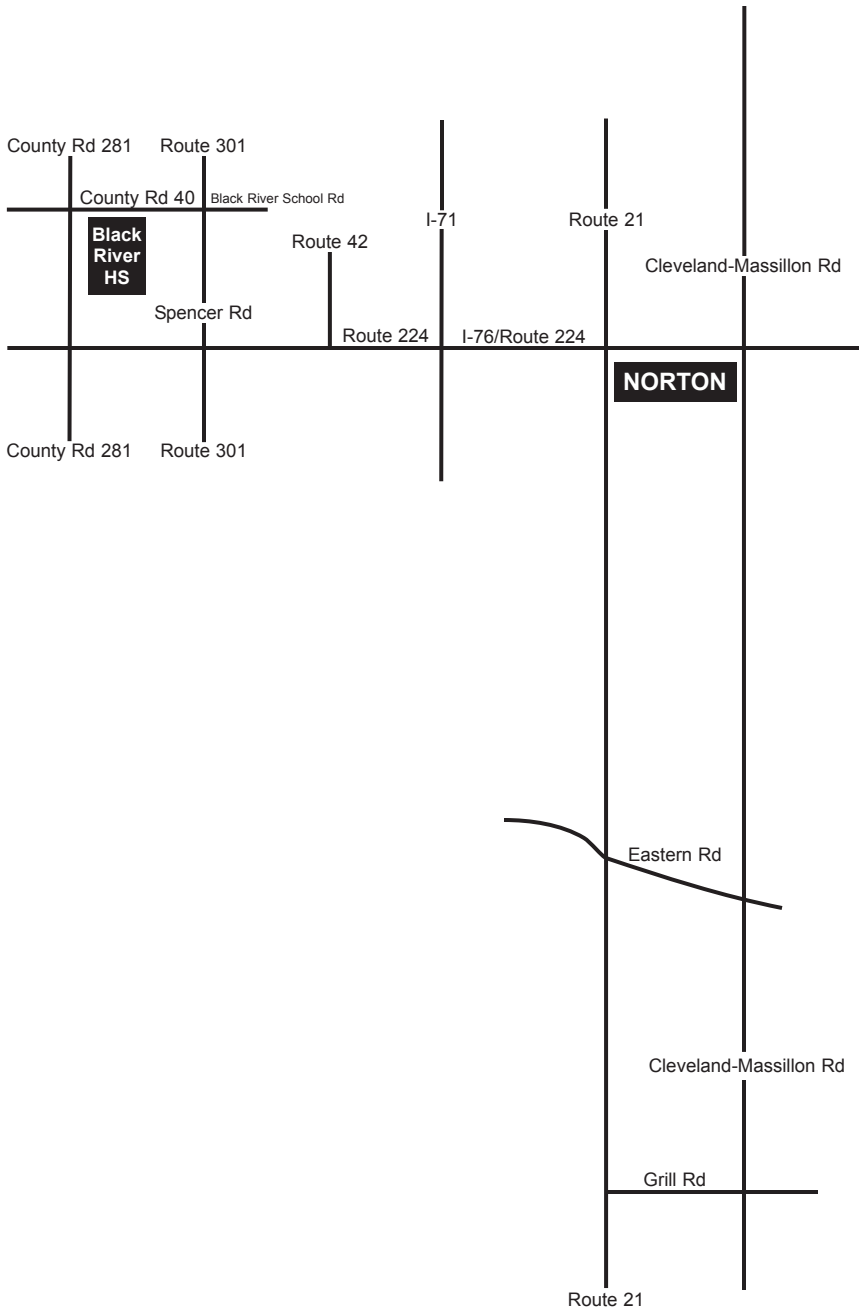 County Rd 281
Route 301
County Rd 40
Black River School Rd
Black
River
HS
I-71
Route 21
Route 42
Cleveland-Massillon Rd
Spencer Rd
Route 224
I-76/Route 224
NORTON
County Rd 281
Route 301
Eastern Rd
Cleveland-Massillon Rd
Grill Rd
Route 21